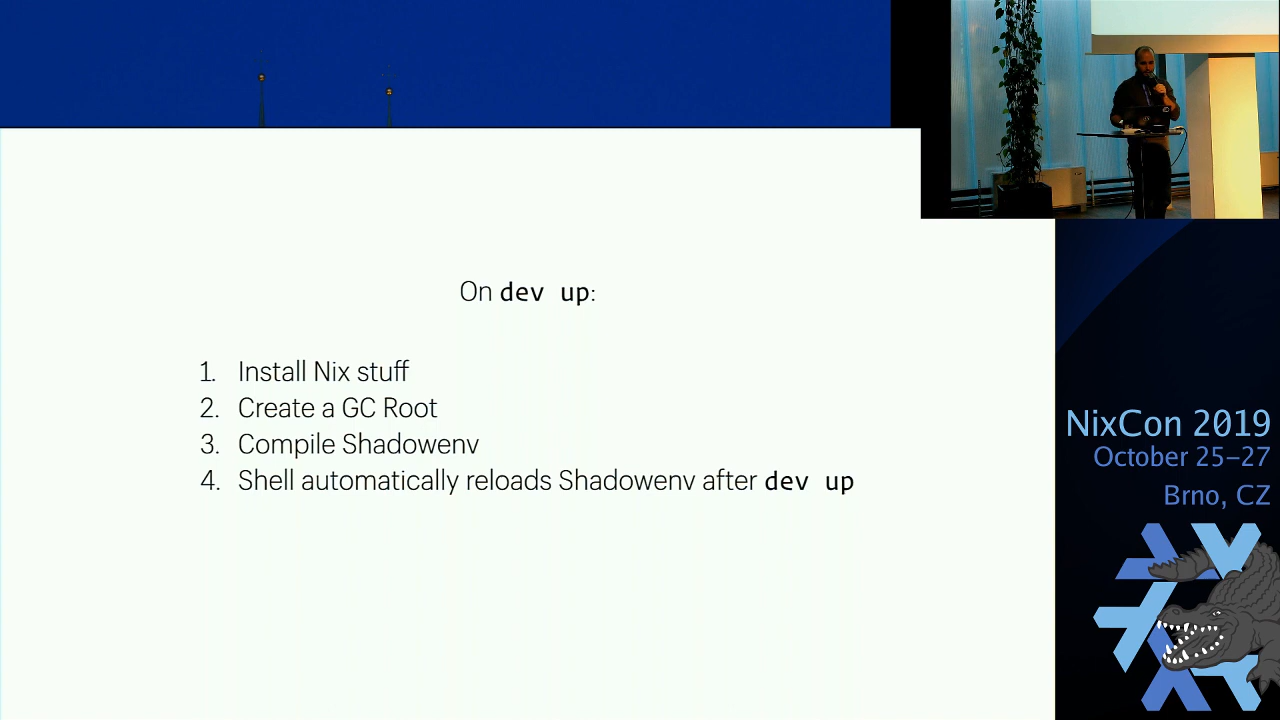 On dev up:
1. Install Nix stuff
2. Create a GC Root
3. Compile Shadowenv
4. Shell automatically reloads Shadowenv after dev up
NixCon 2019
October 25–27
Brno, CZ